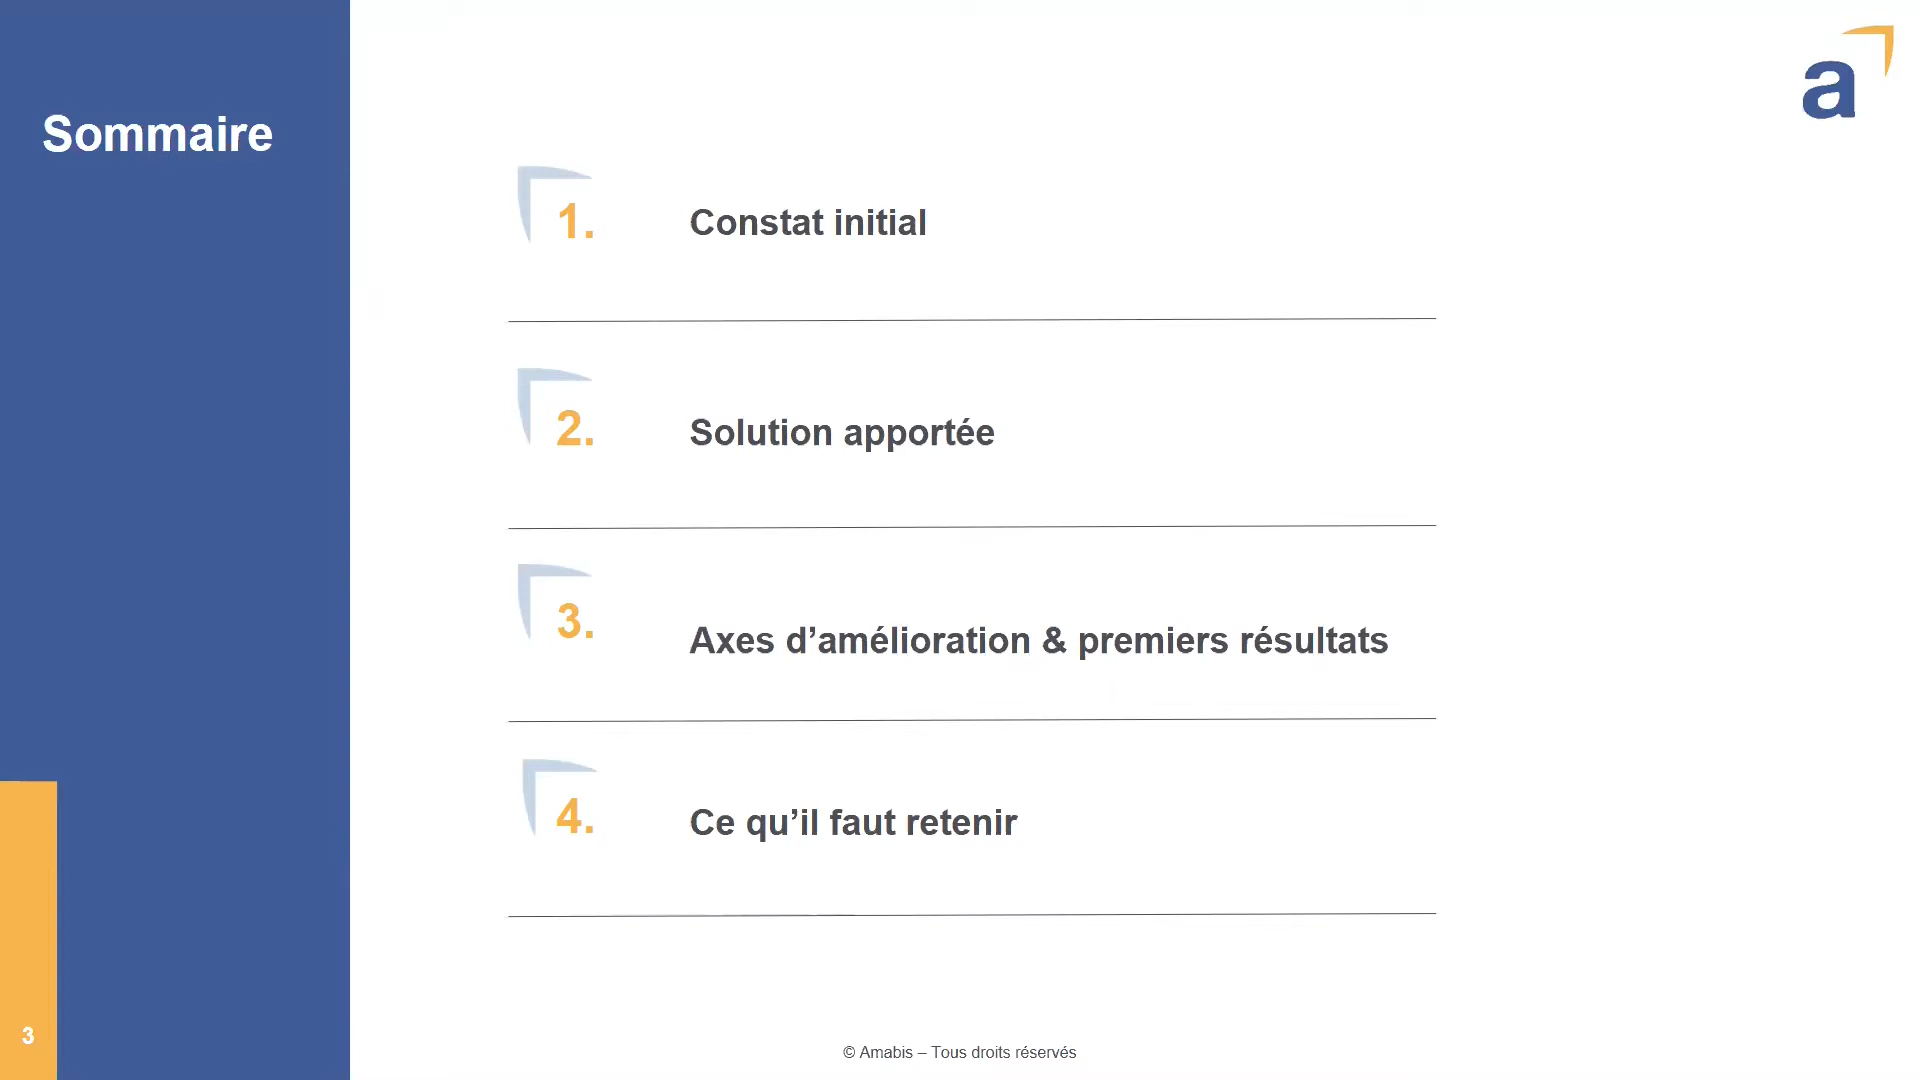 Sommaire
a
1. Constat initial
2. Solution apportée
3. Axes d’amélioration & premiers résultats
4. Ce qu’il faut retenir
3
© Amabis – Tous droits réservés